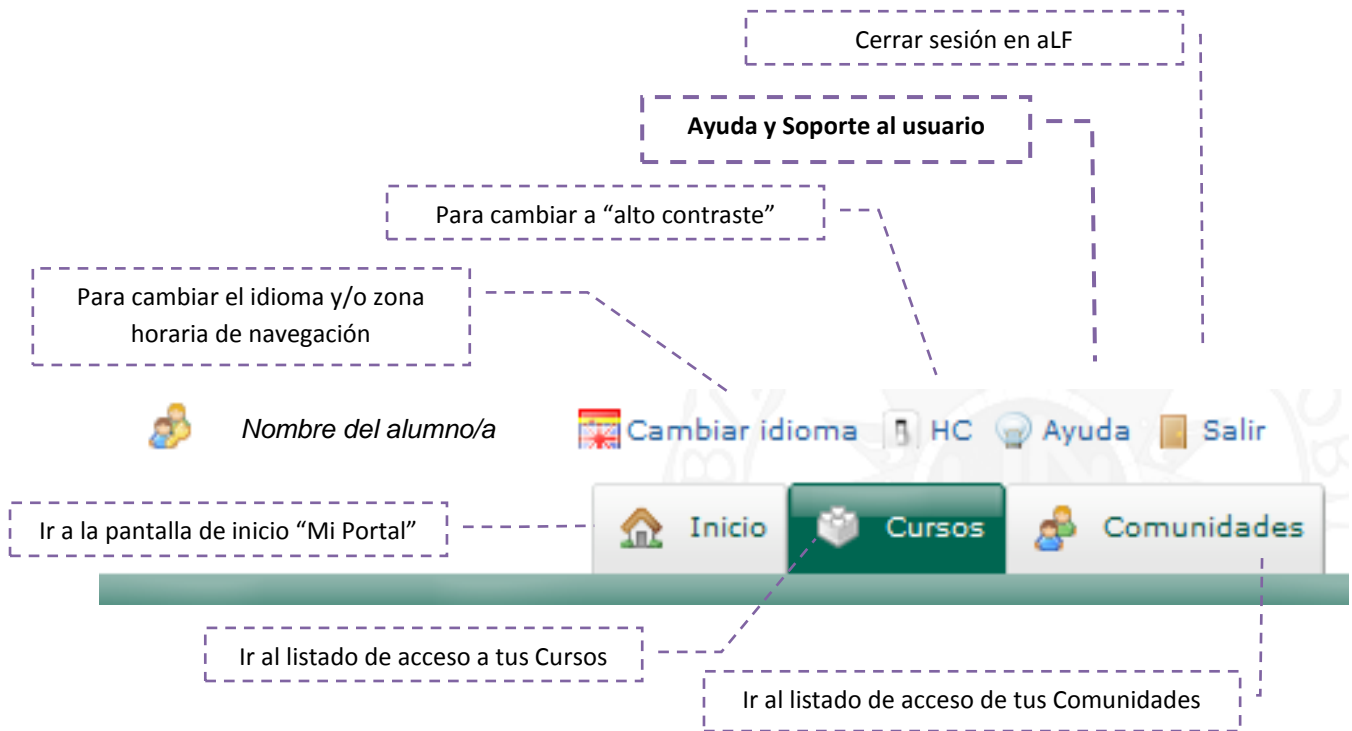 Cerrar sesión en aLF
Ayuda y Soporte al usuario
Para cambiar a “alto contraste”
Para cambiar el idioma y/o zona
horaria de navegación
Nombre del alumno/a
Cambiar idioma
HC
Ayuda
Salir
Ir a la pantalla de inicio “Mi Portal”
Inicio
Cursos
Comunidades
Ir al listado de acceso a tus Cursos
Ir al listado de acceso de tus Comunidades